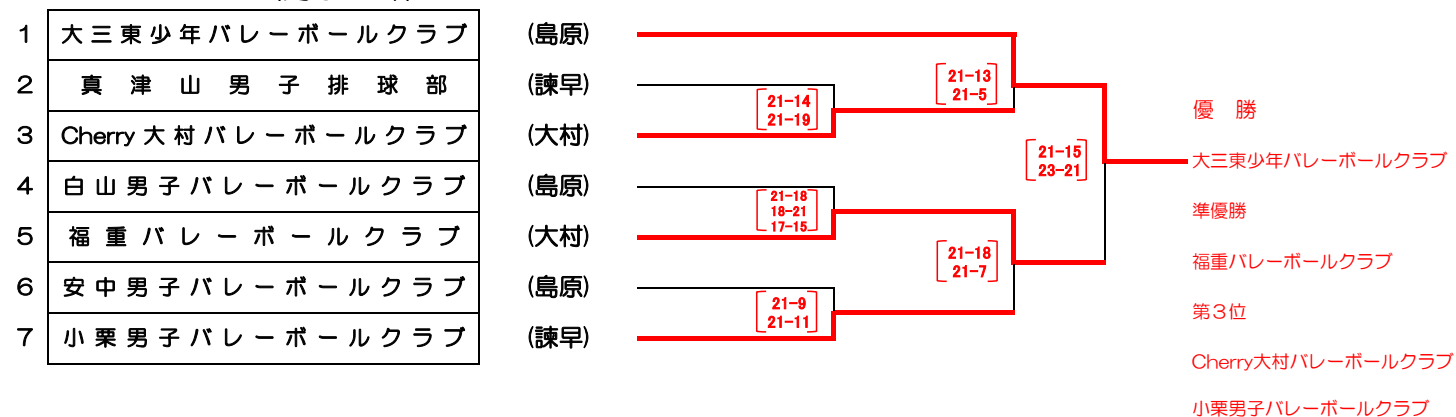 1 大三東少年バレーボールクラブ (島原)
2 真津山男子排球部 (諫早)
3 Cherry大村バレーボールクラブ (大村)
4 白山男子バレーボールクラブ (島原)
5 福重バレーボールクラブ (大村)
6 安中男子バレーボールクラブ (島原)
7 小栗男子バレーボールクラブ (諫早)
21-14
21-19
21-18
18-21
17-15
21-9
21-11
21-13
21-5
21-18
21-7
21-15
23-21
優 勝
大三東少年バレーボールクラブ
準優勝
福重バレーボールクラブ
第3位
Cherry大村バレーボールクラブ
小栗男子バレーボールクラブ